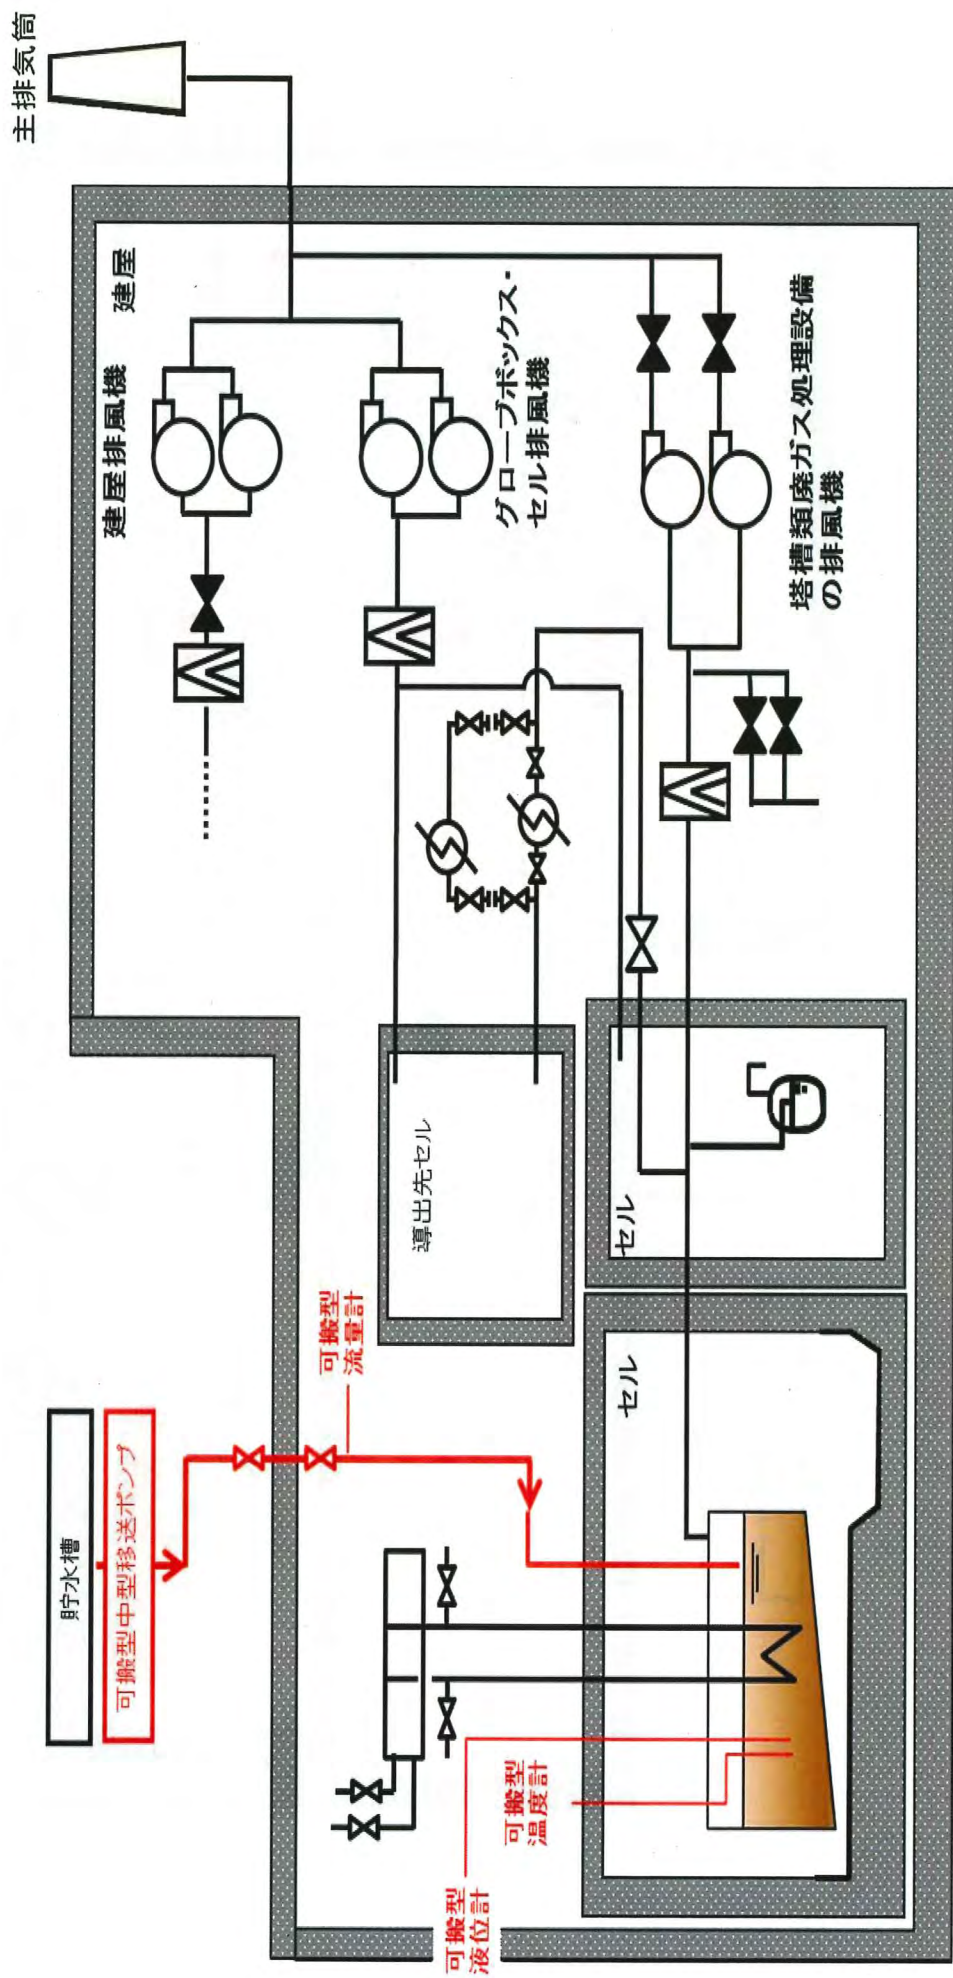 貯水槽
可搬型中型移送ポンプ
可搬型
流量計
可搬型
液位計
可搬型
温度計
セル
セル
導出先セル
建屋排風機
建屋
グローブボックス・
セル排風機
塔槽類廃ガス処理設備
の排風機
主排気筒